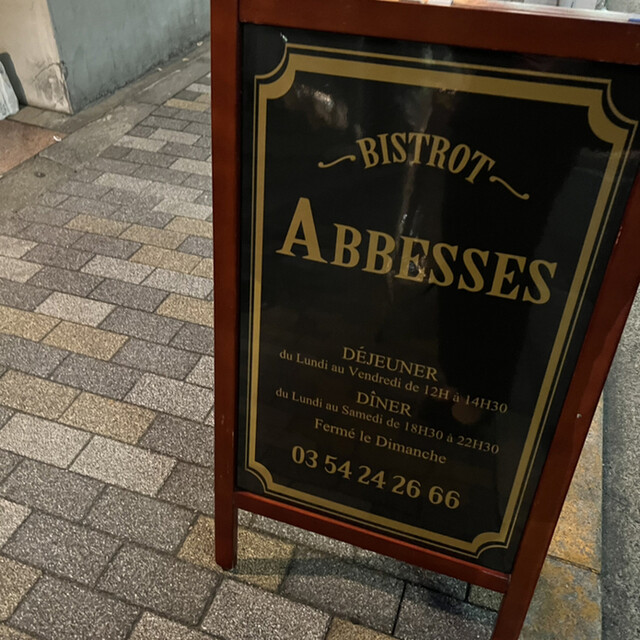 BISTROT
ABBESSES
DÉJEUNER
du Lundi au Vendredi de 12H à 14H30
DÎNER
du Lundi au Samedi de 18H30 à 22H30
Fermé le Dimanche
03 54 24 26 66